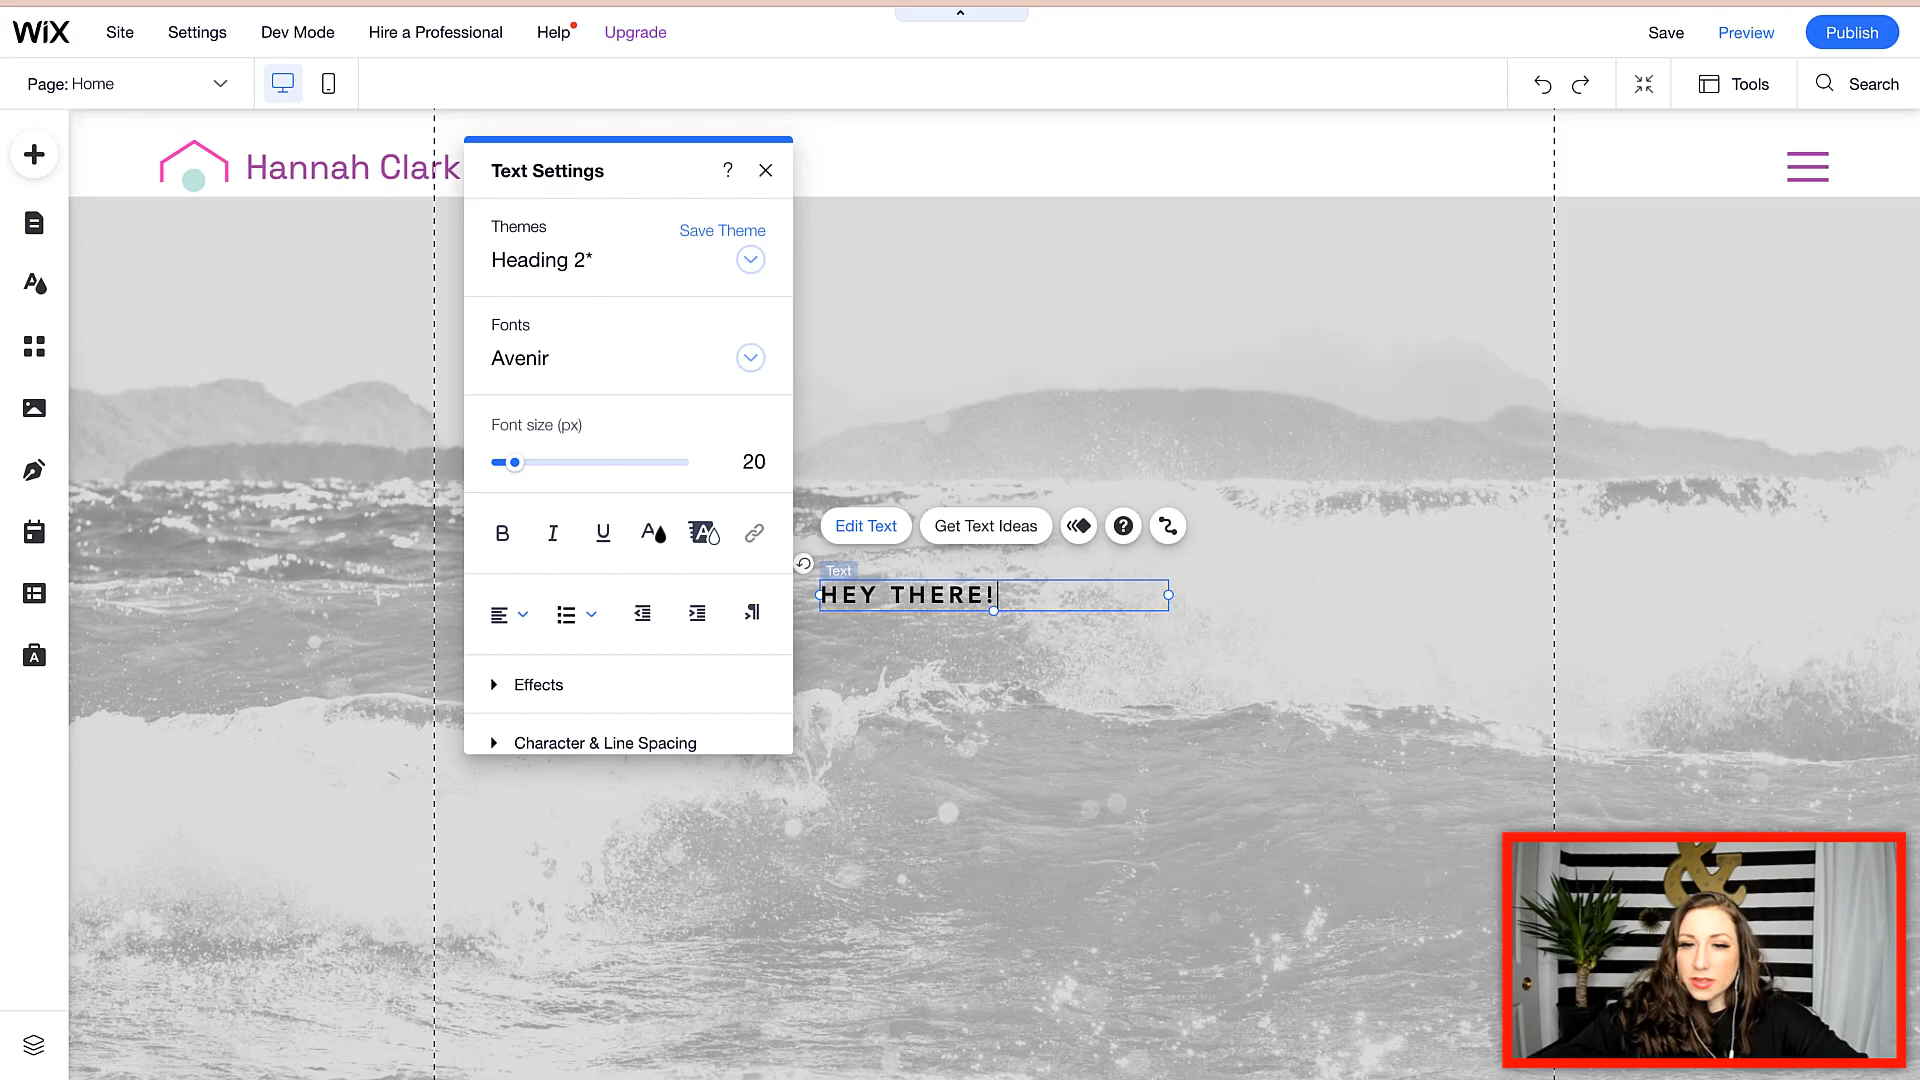 WiX Site Settings Dev Mode Hire a Professional Help Upgrade Save Preview Publish
Page: Home Tools Search
Hannah Clark
Text Settings ?
Themes Save Theme
Heading 2*
Fonts
Avenir
Font size (px)
20
B I U A A
Edit Text Get Text Ideas ?
Text
HEY THERE!
Effects
Character & Line Spacing
A
&